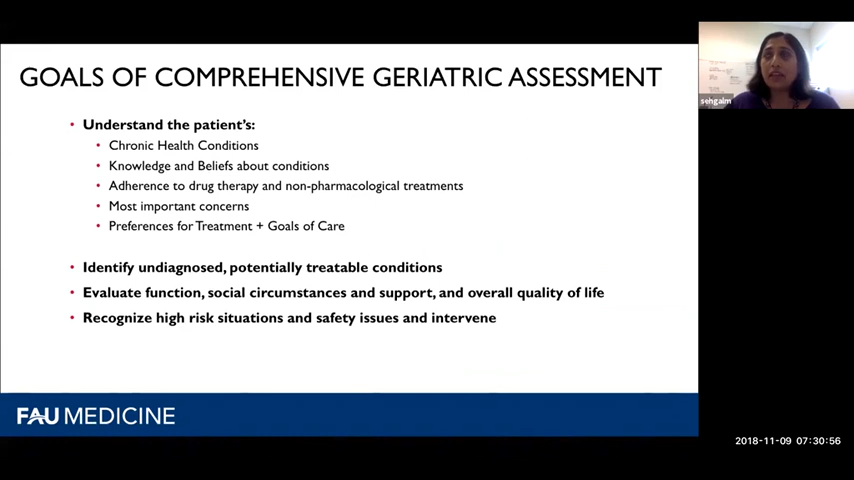 GOALS OF COMPREHENSIVE GERIATRIC ASSESSMENT
sehgalm
• Understand the patient's:
• Chronic Health Conditions
• Knowledge and Beliefs about conditions
• Adherence to drug therapy and non-pharmacological treatments
• Most important concerns
• Preferences for Treatment + Goals of Care
• Identify undiagnosed, potentially treatable conditions
• Evaluate function, social circumstances and support, and overall quality of life
• Recognize high risk situations and safety issues and intervene
FAU MEDICINE
2018-11-09 07:30:56